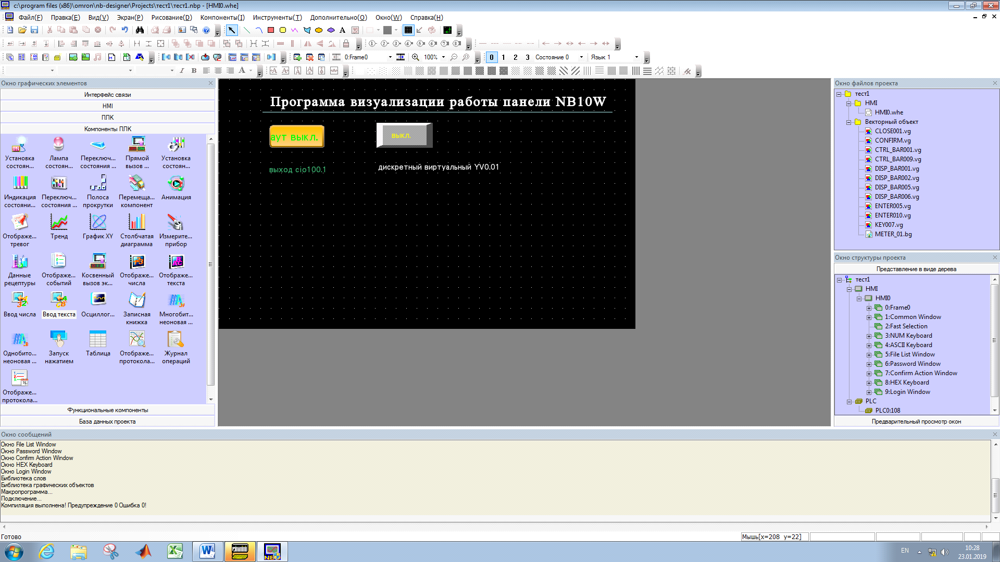 c:\program files (x86)\omron\nb-designer\Projects\тест1\тест1.nbp - [HMI0.whe]
Файл(F) Правка(E) Вид(V) Экран(P) Рисование(D) Компоненты(I) Инструменты(T) Дополнительно(O) Окно(W) Справка(H)
0:Frame0 100% 0 1 2 3 Состояние 0 Язык 1
Окно графических элементов
Интерфейс связи
HMI
ПЛК
Компоненты ПЛК
Установка состоян...
Лампа состоян...
Переключ... состояния ...
Прямой вызов ...
Установка состоян...
Индикация состояни...
Переключ... состояния ...
Полоса прокрутки
Перемеща... компонент
Анимация
Отображе... тревог
Тренд
График XY
Столбчатая диаграмма
Измерите... прибор
Данные рецептуры
Отображе... событий
Косвенный вызов эк...
Отображе... числа
Отображе... текста
Ввод числа
Ввод текста
Осциллог...
Записная книжка
Многобит... неоновая ...
Однобито... неоновая ...
Запуск нажатием
Таблица
Отображе... протокола...
Журнал операций
Отображе... протокола...
Функциональные компоненты
База данных проекта
Программа визуализации работы панели NB10W
аут выкл.
выкл.
выход cio100.1
дискретный виртуальный YV0.01
Окно файлов проекта
тест1
HMI
HMI0.whe
Векторный объект
CLOSE001.vg
CONFIRM.vg
CTRL_BAR001.vg
CTRL_BAR009.vg
DISP_BAR001.vg
DISP_BAR002.vg
DISP_BAR005.vg
DISP_BAR006.vg
ENTER005.vg
ENTER010.vg
KEY007.vg
METER_01.bg
Окно структуры проекта
Представление в виде дерева
тест1
HMI
HMI0
0:Frame0
1:Common Window
2:Fast Selection
3:NUM Keyboard
4:ASCII Keyboard
5:File List Window
6:Password Window
7:Confirm Action Window
8:HEX Keyboard
9:Login Window
PLC
PLC0:108
Предварительный просмотр окон
Окно сообщений
Окно File List Window
Окно Password Window
Окно Confirm Action Window
Окно HEX Keyboard
Окно Login Window
Библиотека слов
Библиотека графических объектов
Макропрограмма...
Подключение...
Компиляция выполнена! Предупреждение 0 Ошибка 0!
Готово
Мышь[x=208 y=22]
EN
10:28
23.01.2019